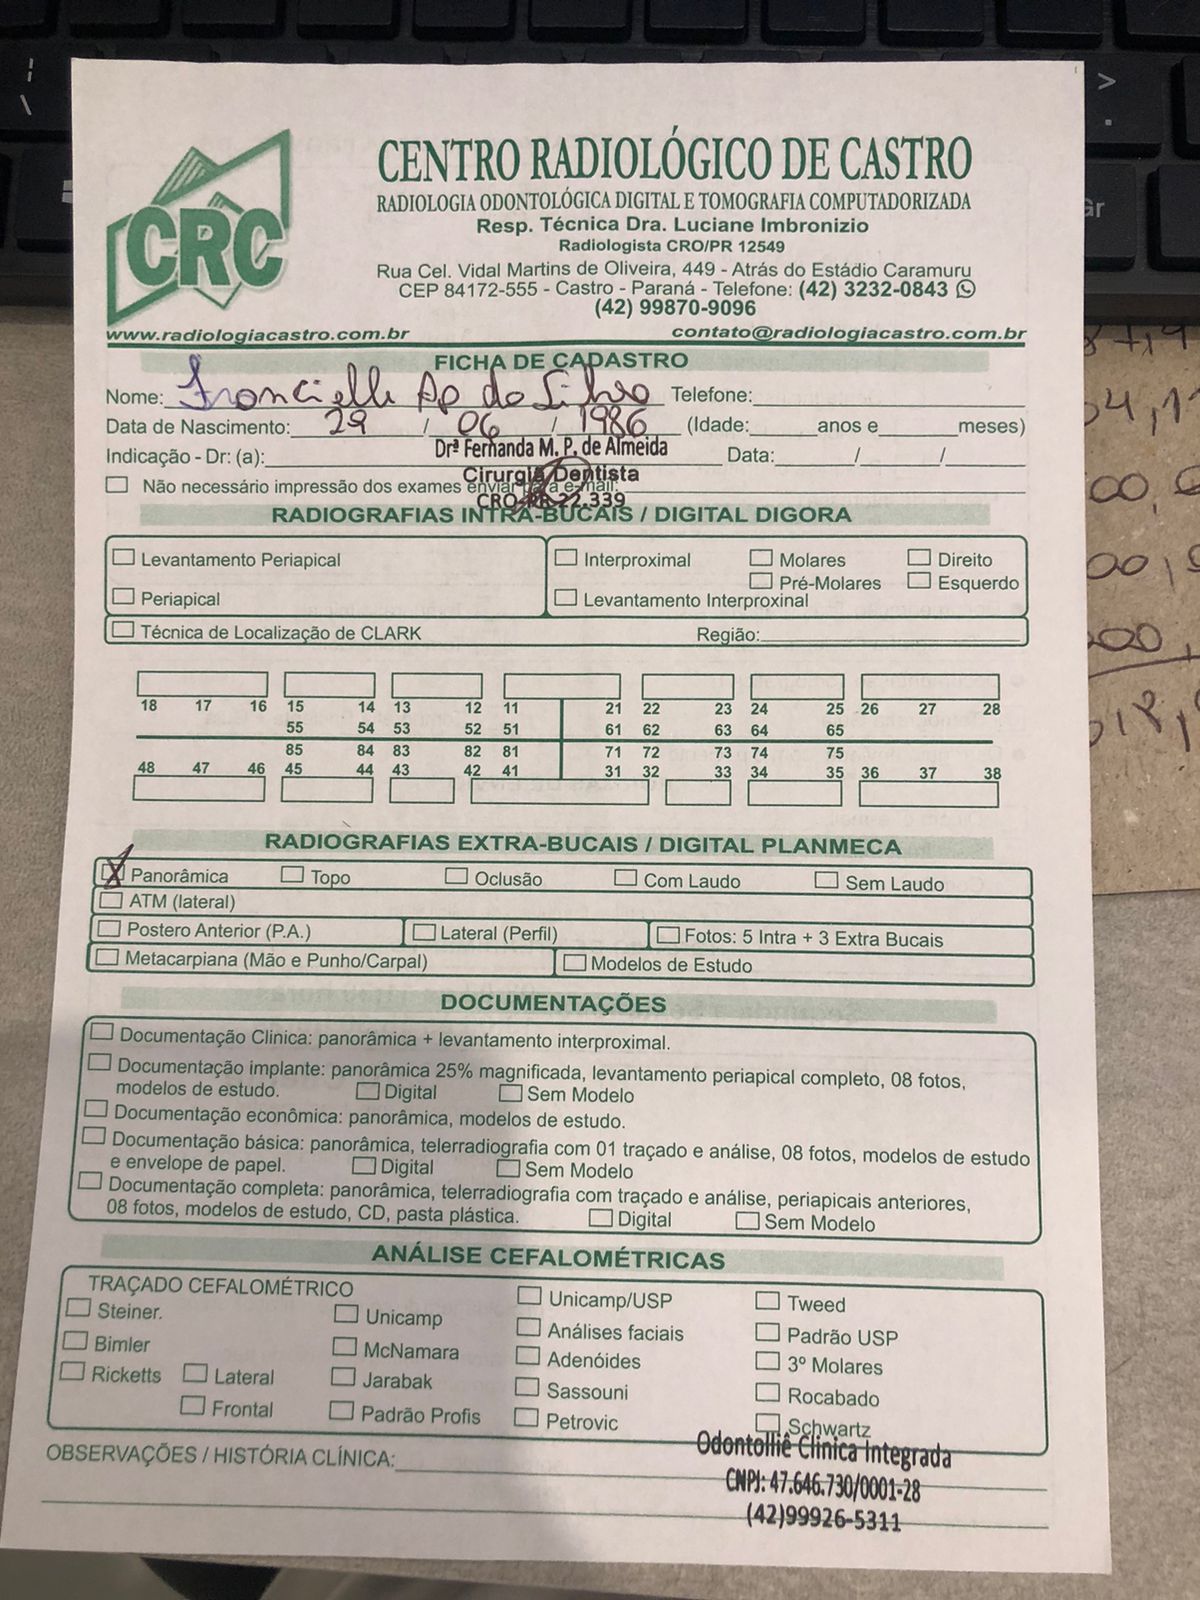 CRC
CENTRO RADIOLÓGICO DE CASTRO
RADIOLOGIA ODONTOLÓGICA DIGITAL E TOMOGRAFIA COMPUTADORIZADA
Resp. Técnica Dra. Luciane Imbronizio
Radiologista CRO/PR 12549
Rua Cel. Vidal Martins de Oliveira, 449 - Atrás do Estádio Caramuru
CEP 84172-555 - Castro - Paraná - Telefone: (42) 3232-0843
(42) 99870-9096
www.radiologiacastro.com.br contato@radiologiacastro.com.br
FICHA DE CADASTRO
Nome: Francielli Ap da Silva Telefone:
Data de Nascimento: 29 / 06 / 1986 (Idade: anos e meses)
Indicação - Dr: (a): Drª Fernanda M. P. de Almeida Data: / /
Cirurgiã Dentista
Não necessário impressão dos exames enviar para e-mail:
CRO-PR 22.339
RADIOGRAFIAS INTRA-BUCAIS / DIGITAL DIGORA
Levantamento Periapical Interproximal Molares Direito
Pré-Molares Esquerdo
Periapical Levantamento Interproxinal
Técnica de Localização de CLARK Região:
18 17 16 15 14 13 12 11 21 22 23 24 25 26 27 28
55 54 53 52 51 61 62 63 64 65
85 84 83 82 81 71 72 73 74 75
48 47 46 45 44 43 42 41 31 32 33 34 35 36 37 38
RADIOGRAFIAS EXTRA-BUCAIS / DIGITAL PLANMECA
X Panorâmica Topo Oclusão Com Laudo Sem Laudo
ATM (lateral)
Postero Anterior (P.A.) Lateral (Perfil) Fotos: 5 Intra + 3 Extra Bucais
Metacarpiana (Mão e Punho/Carpal) Modelos de Estudo
DOCUMENTAÇÕES
Documentação Clinica: panorâmica + levantamento interproximal.
Documentação implante: panorâmica 25% magnificada, levantamento periapical completo, 08 fotos,
modelos de estudo. Digital Sem Modelo
Documentação econômica: panorâmica, modelos de estudo.
Documentação básica: panorâmica, telerradiografia com 01 traçado e análise, 08 fotos, modelos de estudo
e envelope de papel. Digital Sem Modelo
Documentação completa: panorâmica, telerradiografia com traçado e análise, periapicais anteriores,
08 fotos, modelos de estudo, CD, pasta plástica. Digital Sem Modelo
ANÁLISE CEFALOMÉTRICAS
TRAÇADO CEFALOMÉTRICO
Steiner. Unicamp Unicamp/USP Tweed
Bimler McNamara Análises faciais Padrão USP
Ricketts Lateral Jarabak Adenóides 3º Molares
Frontal Padrão Profis Sassouni Rocabado
Petrovic Schwartz
OBSERVAÇÕES / HISTÓRIA CLÍNICA:
Odontolliê Clinica Integrada
CNPJ: 47.646.730/0001-28
(42)99926-5311